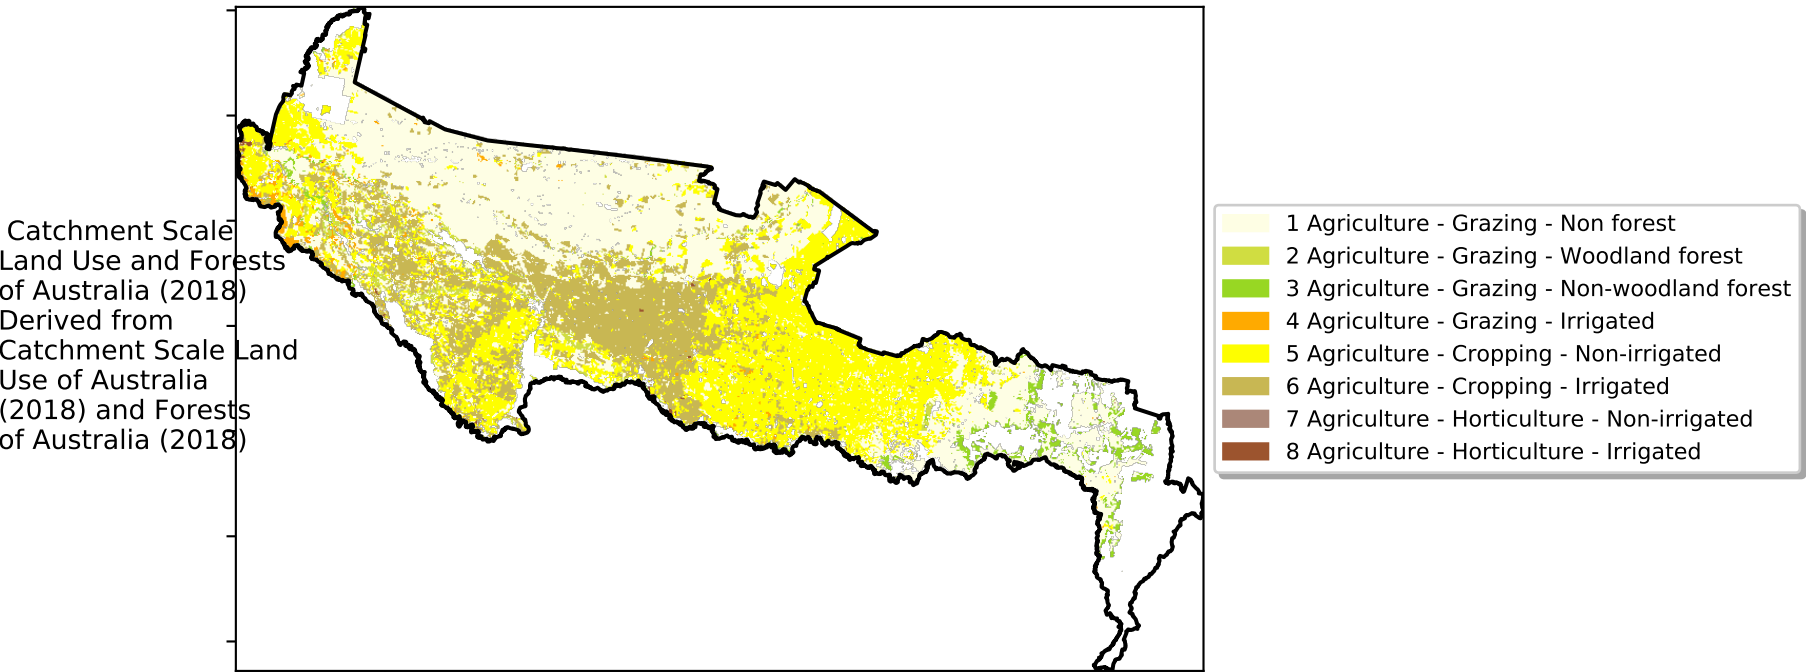 Catchment Scale
Land Use and Forests
of Australia (2018)
Derived from
Catchment Scale Land
Use of Australia
(2018) and Forests
of Australia (2018)
1 Agriculture - Grazing - Non forest
2 Agriculture - Grazing - Woodland forest
3 Agriculture - Grazing - Non-woodland forest
4 Agriculture - Grazing - Irrigated
5 Agriculture - Cropping - Non-irrigated
6 Agriculture - Cropping - Irrigated
7 Agriculture - Horticulture - Non-irrigated
8 Agriculture - Horticulture - Irrigated